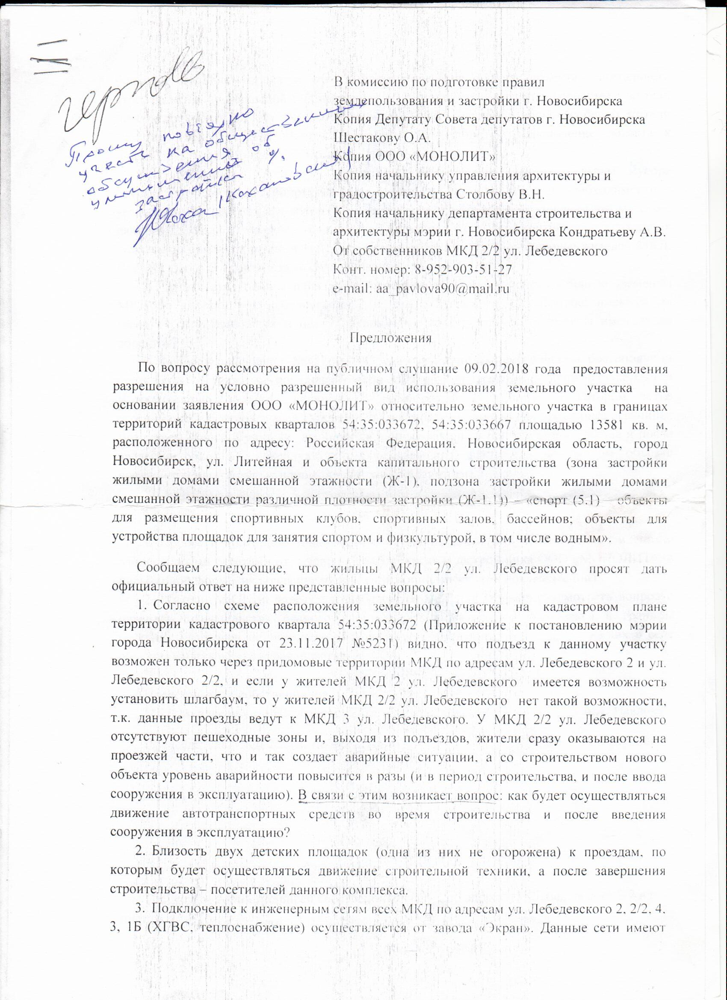 Прошу повторно
учесть на общественных
обсуждениях об
уменьшении %
застройки
В комиссию по подготовке правил
землепользования и застройки г. Новосибирска
Копия Депутату Совета депутатов г. Новосибирска
Шестакову О.А.
Копия ООО «МОНОЛИТ»
Копия начальнику управления архитектуры и
градостроительства Столбову В.Н.
Копия начальнику департамента строительства и
архитектуры мэрии г. Новосибирска Кондратьеву А.В.
От собственников МКД 2/2 ул. Лебедевского
Конт. номер: 8-952-903-51-27
e-mail: aa_pavlova90@mail.ru
Предложения
По вопросу рассмотрения на публичном слушание 09.02.2018 года предоставления
разрешения на условно разрешенный вид использования земельного участка на
основании заявления ООО «МОНОЛИТ» относительно земельного участка в границах
территорий кадастровых кварталов 54:35:033672, 54:35:033667 площадью 13581 кв. м,
расположенного по адресу: Российская Федерация, Новосибирская область, город
Новосибирск, ул. Литейная и объекта капитального строительства (зона застройки
жилыми домами смешанной этажности (Ж-1), подзона застройки жилыми домами
смешанной этажности различной плотности застройки (Ж-1.1)) – «спорт (5.1) – объекты
для размещения спортивных клубов, спортивных залов, бассейнов; объекты для
устройства площадок для занятия спортом и физкультурой, в том числе водным».
Сообщаем следующие, что жильцы МКД 2/2 ул. Лебедевского просят дать
официальный ответ на ниже представленные вопросы:
1. Согласно схеме расположения земельного участка на кадастровом плане
территории кадастрового квартала 54:35:033672 (Приложение к постановлению мэрии
города Новосибирска от 23.11.2017 №5231) видно, что подъезд к данному участку
возможен только через придомовые территории МКД по адресам ул. Лебедевского 2 и ул.
Лебедевского 2/2, и если у жителей МКД 2 ул. Лебедевского имеется возможность
установить шлагбаум, то у жителей МКД 2/2 ул. Лебедевского нет такой возможности,
т.к. данные проезды ведут к МКД 3 ул. Лебедевского. У МКД 2/2 ул. Лебедевского
отсутствуют пешеходные зоны и, выходя из подъездов, жители сразу оказываются на
проезжей части, что и так создает аварийные ситуации, а со строительством нового
объекта уровень аварийности повысится в разы (и в период строительства, и после ввода
сооружения в эксплуатацию). В связи с этим возникает вопрос: как будет осуществляться
движение автотранспортных средств во время строительства и после введения
сооружения в эксплуатацию?
2. Близость двух детских площадок (одна из них не огорожена) к проездам, по
которым будет осуществляться движение строительной техники, а после завершения
строительства – посетителей данного комплекса.
3. Подключение к инженерным сетям всех МКД по адресам ул. Лебедевского 2, 2/2, 4,
3, 1Б (ХГВС, теплоснабжение) осуществляется от завода «Экран». Данные сети имеют